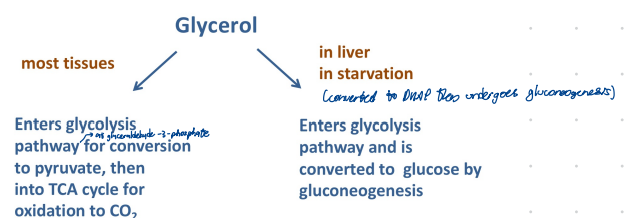 Glycerol
most tissues
in liver
in starvation
(converted to DHAP then undergoes gluconeogenesis)
Enters glycolysis
→ as glyceraldehyde-3-phosphate
pathway for conversion
to pyruvate, then
into TCA cycle for
oxidation to CO₂
Enters glycolysis
pathway and is
converted to glucose by
gluconeogenesis